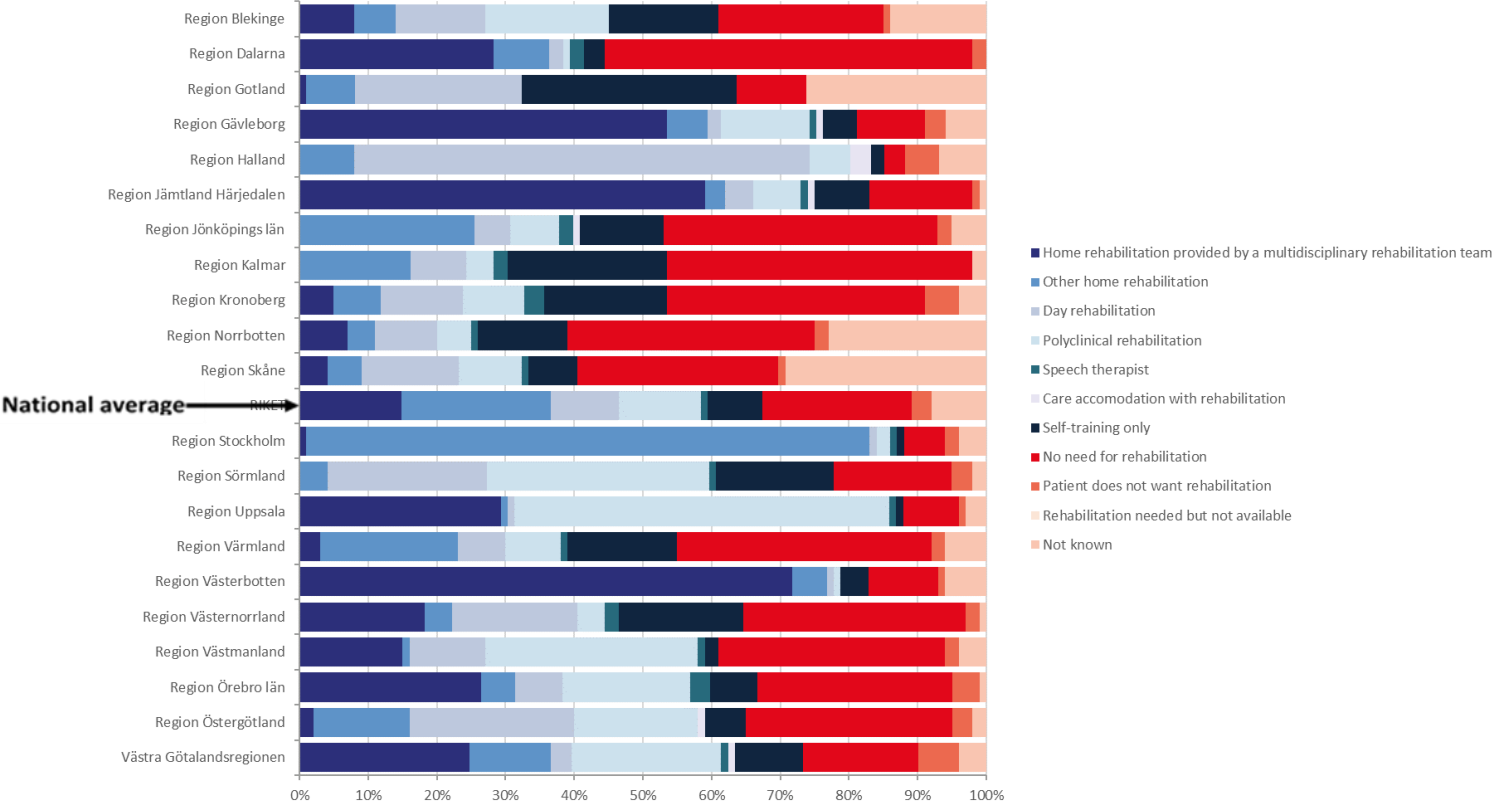 Region Blekinge
Region Dalarna
Region Gotland
Region Gävleborg
Region Halland
Region Jämtland Härjedalen
Region Jönköpings län
Region Kalmar
Region Kronoberg
Region Norrbotten
Region Skåne
National average RIKET
Region Stockholm
Region Sörmland
Region Uppsala
Region Värmland
Region Västerbotten
Region Västernorrland
Region Västmanland
Region Örebro län
Region Östergötland
Västra Götalandsregionen
0% 10% 20% 30% 40% 50% 60% 70% 80% 90% 100%
Home rehabilitation provided by a multidisciplinary rehabilitation team
Other home rehabilitation
Day rehabilitation
Polyclinical rehabilitation
Speech therapist
Care accomodation with rehabilitation
Self-training only
No need for rehabilitation
Patient does not want rehabilitation
Rehabilitation needed but not available
Not known